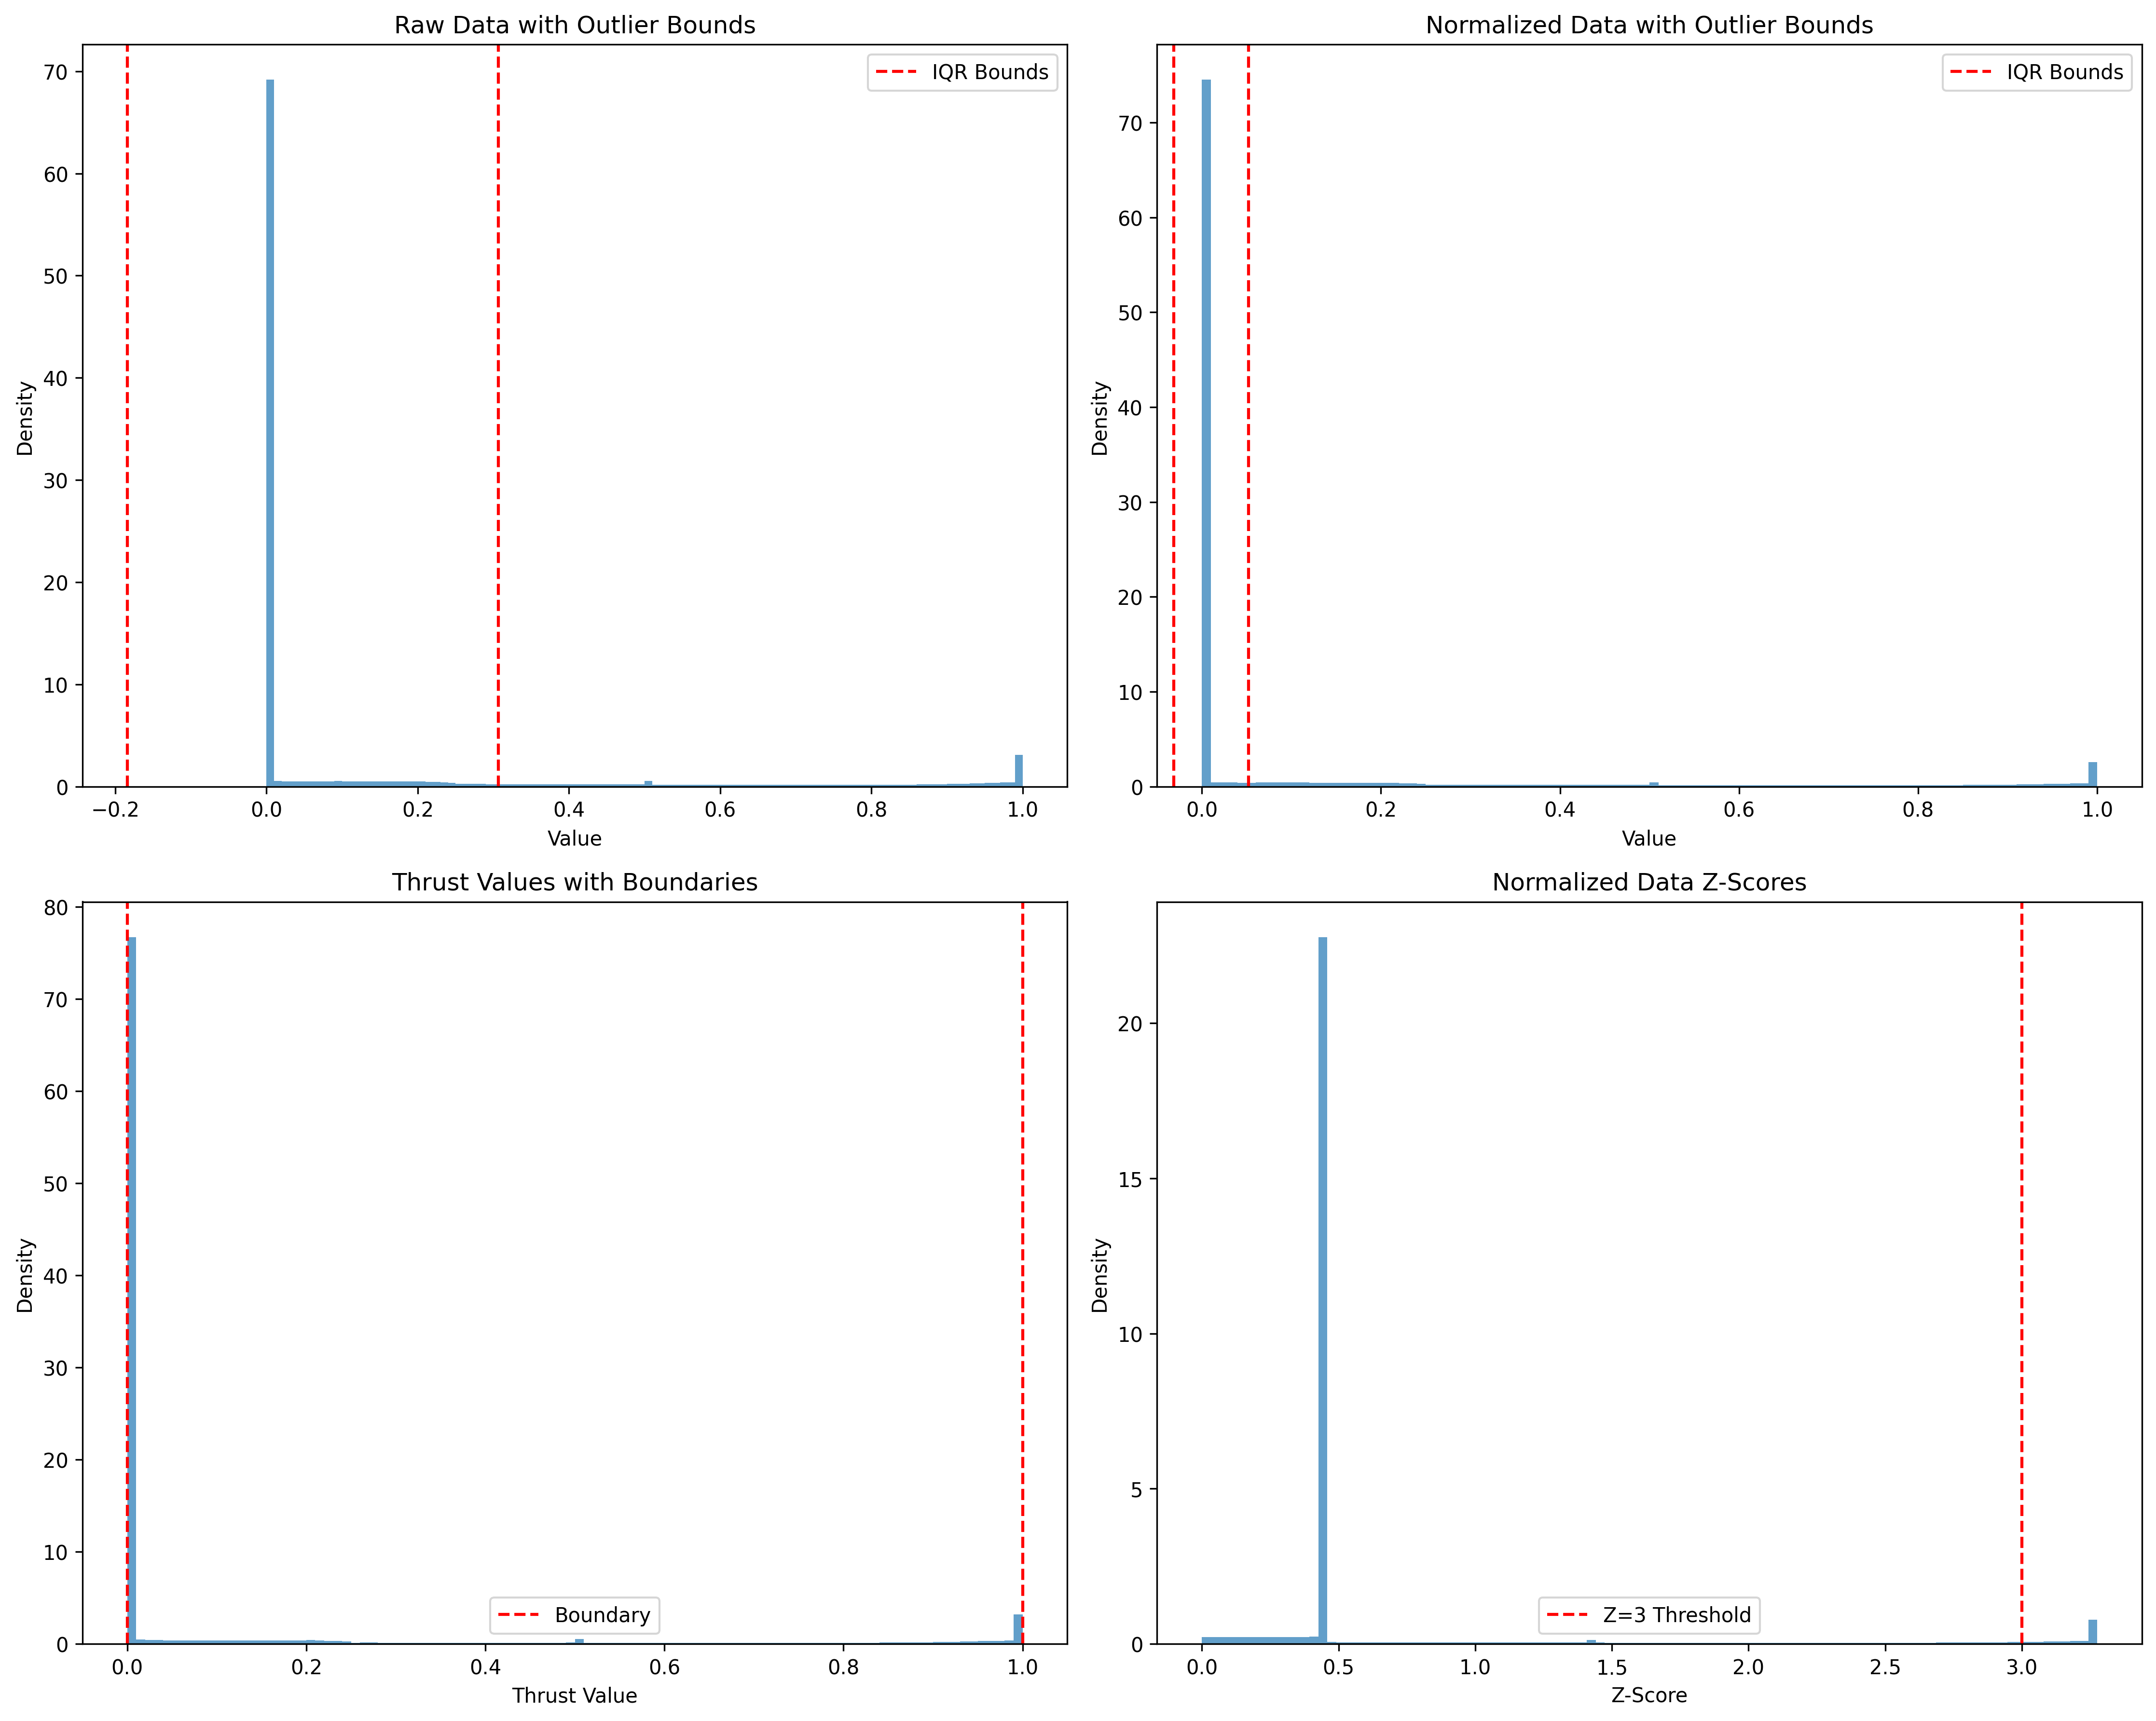 Raw Data with Outlier Bounds
IQR Bounds
Density
70
60
50
40
30
20
10
0
−0.2 0.0 0.2 0.4 0.6 0.8 1.0
Value
Normalized Data with Outlier Bounds
IQR Bounds
Density
70
60
50
40
30
20
10
0
0.0 0.2 0.4 0.6 0.8 1.0
Value
Thrust Values with Boundaries
Density
80
70
60
50
40
30
20
10
0
Boundary
0.0 0.2 0.4 0.6 0.8 1.0
Thrust Value
Normalized Data Z-Scores
Density
20
15
10
5
0
Z=3 Threshold
0.0 0.5 1.0 1.5 2.0 2.5 3.0
Z-Score